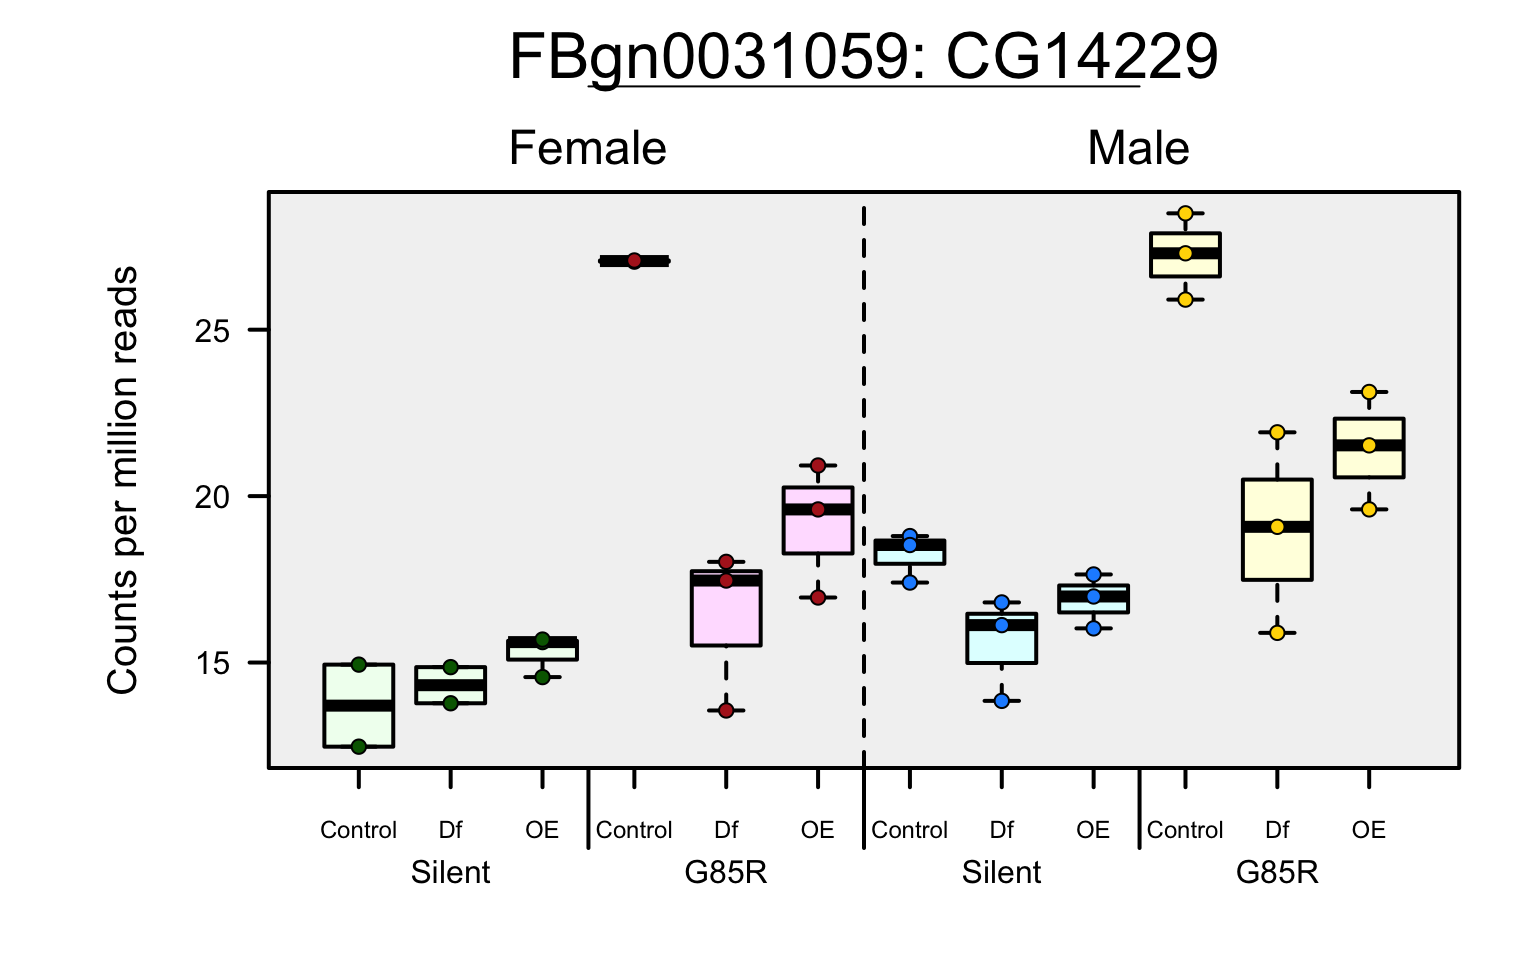 FBgn0031059: CG14229
Female Male
Counts per million reads
25
20
15
Control Df OE Control Df OE Control Df OE Control Df OE
Silent G85R Silent G85R